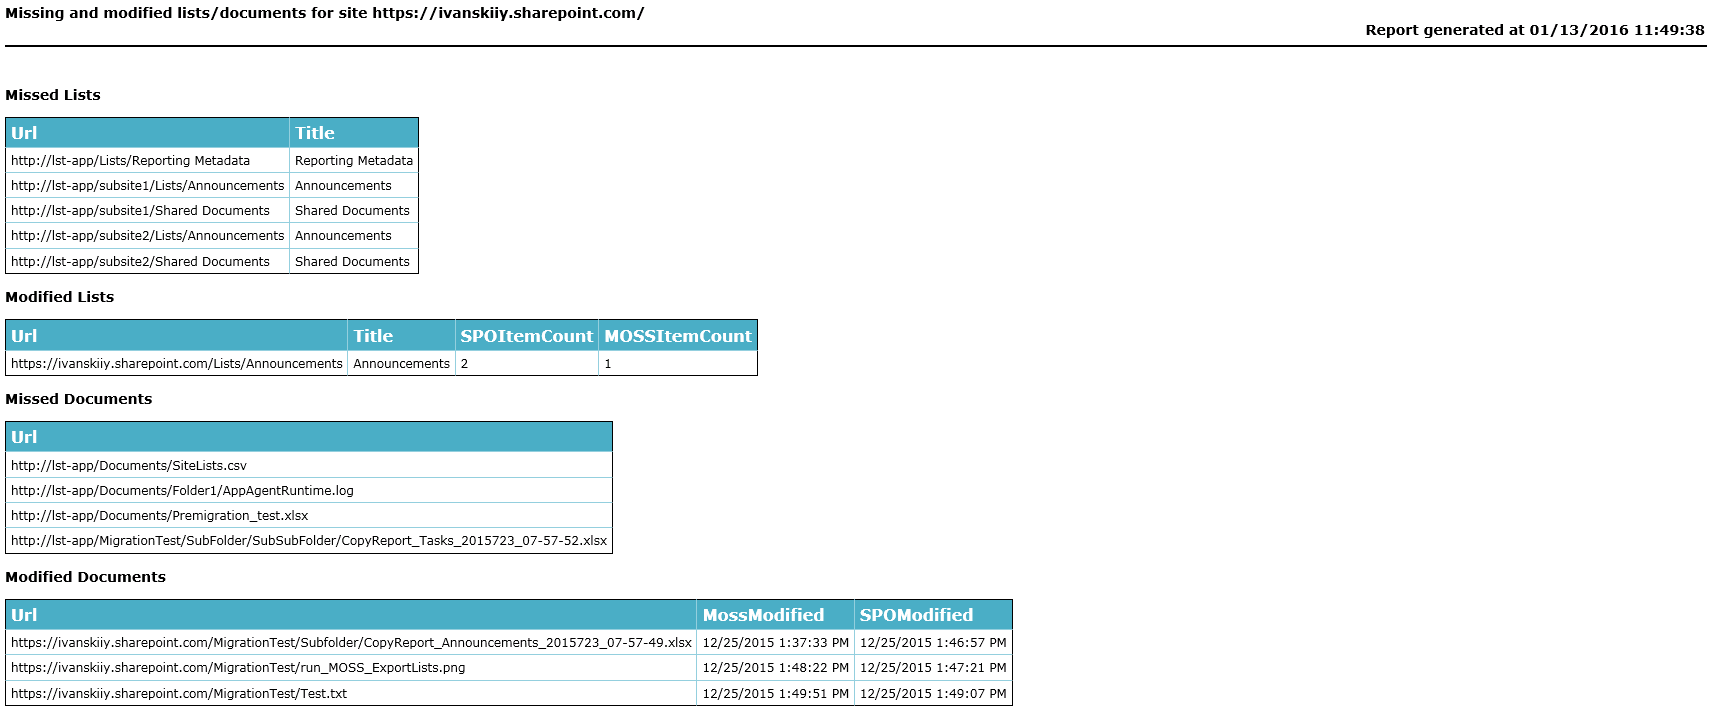 Missing and modified lists/documents for site https://ivanskiiy.sharepoint.com/
Report generated at 01/13/2016 11:49:38
Missed Lists
Url Title
http://lst-app/Lists/Reporting Metadata Reporting Metadata
http://lst-app/subsite1/Lists/Announcements Announcements
http://lst-app/subsite1/Shared Documents Shared Documents
http://lst-app/subsite2/Lists/Announcements Announcements
http://lst-app/subsite2/Shared Documents Shared Documents
Modified Lists
Url Title SPOItemCount MOSSItemCount
https://ivanskiiy.sharepoint.com/Lists/Announcements Announcements 2 1
Missed Documents
Url
http://lst-app/Documents/SiteLists.csv
http://lst-app/Documents/Folder1/AppAgentRuntime.log
http://lst-app/Documents/Premigration_test.xlsx
http://lst-app/MigrationTest/SubFolder/SubSubFolder/CopyReport_Tasks_2015723_07-57-52.xlsx
Modified Documents
Url MossModified SPOModified
https://ivanskiiy.sharepoint.com/MigrationTest/Subfolder/CopyReport_Announcements_2015723_07-57-49.xlsx 12/25/2015 1:37:33 PM 12/25/2015 1:46:57 PM
https://ivanskiiy.sharepoint.com/MigrationTest/run_MOSS_ExportLists.png 12/25/2015 1:48:22 PM 12/25/2015 1:47:21 PM
https://ivanskiiy.sharepoint.com/MigrationTest/Test.txt 12/25/2015 1:49:51 PM 12/25/2015 1:49:07 PM